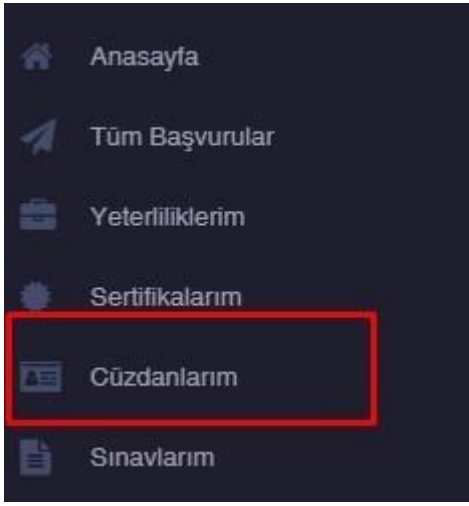 Anasayfa
Tüm Başvurular
Yeterliliklerim
Sertifikalarım
Cüzdanlarım
Sınavlarım